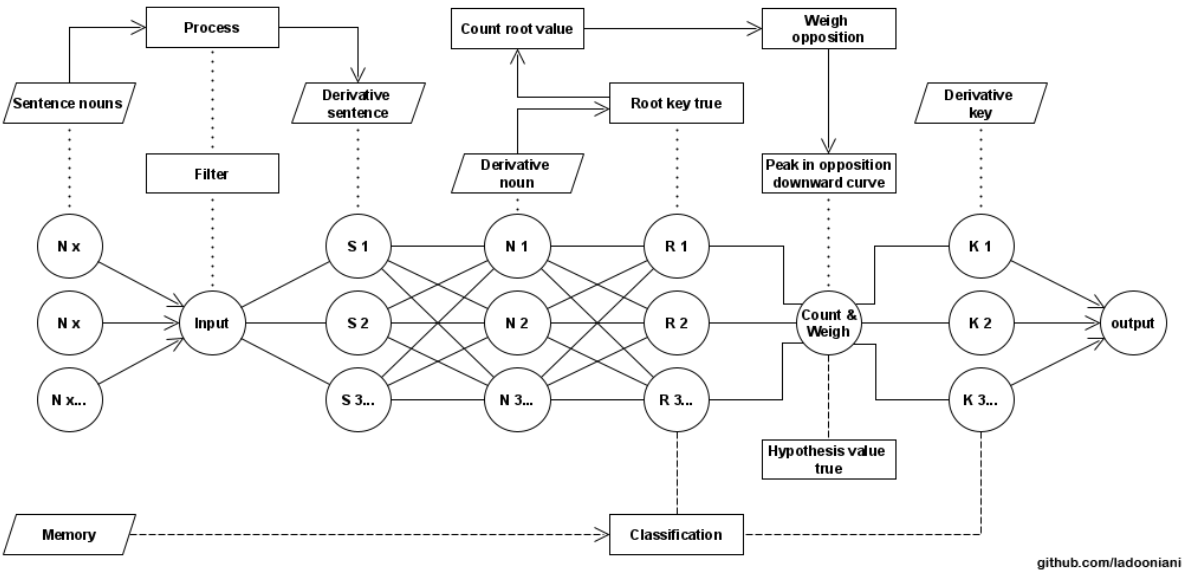 Process
Count root value
Weigh
opposition
Sentence nouns
Derivative
sentence
Root key true
Derivative
key
Filter
Derivative
noun
Peak in opposition
downward curve
N x
S 1
N 1
R 1
K 1
N x
Input
S 2
N 2
R 2
Count &
Weigh
K 2
output
N x...
S 3...
N 3...
R 3...
K 3...
Hypothesis value
true
Memory
Classification
github.com/ladooniani